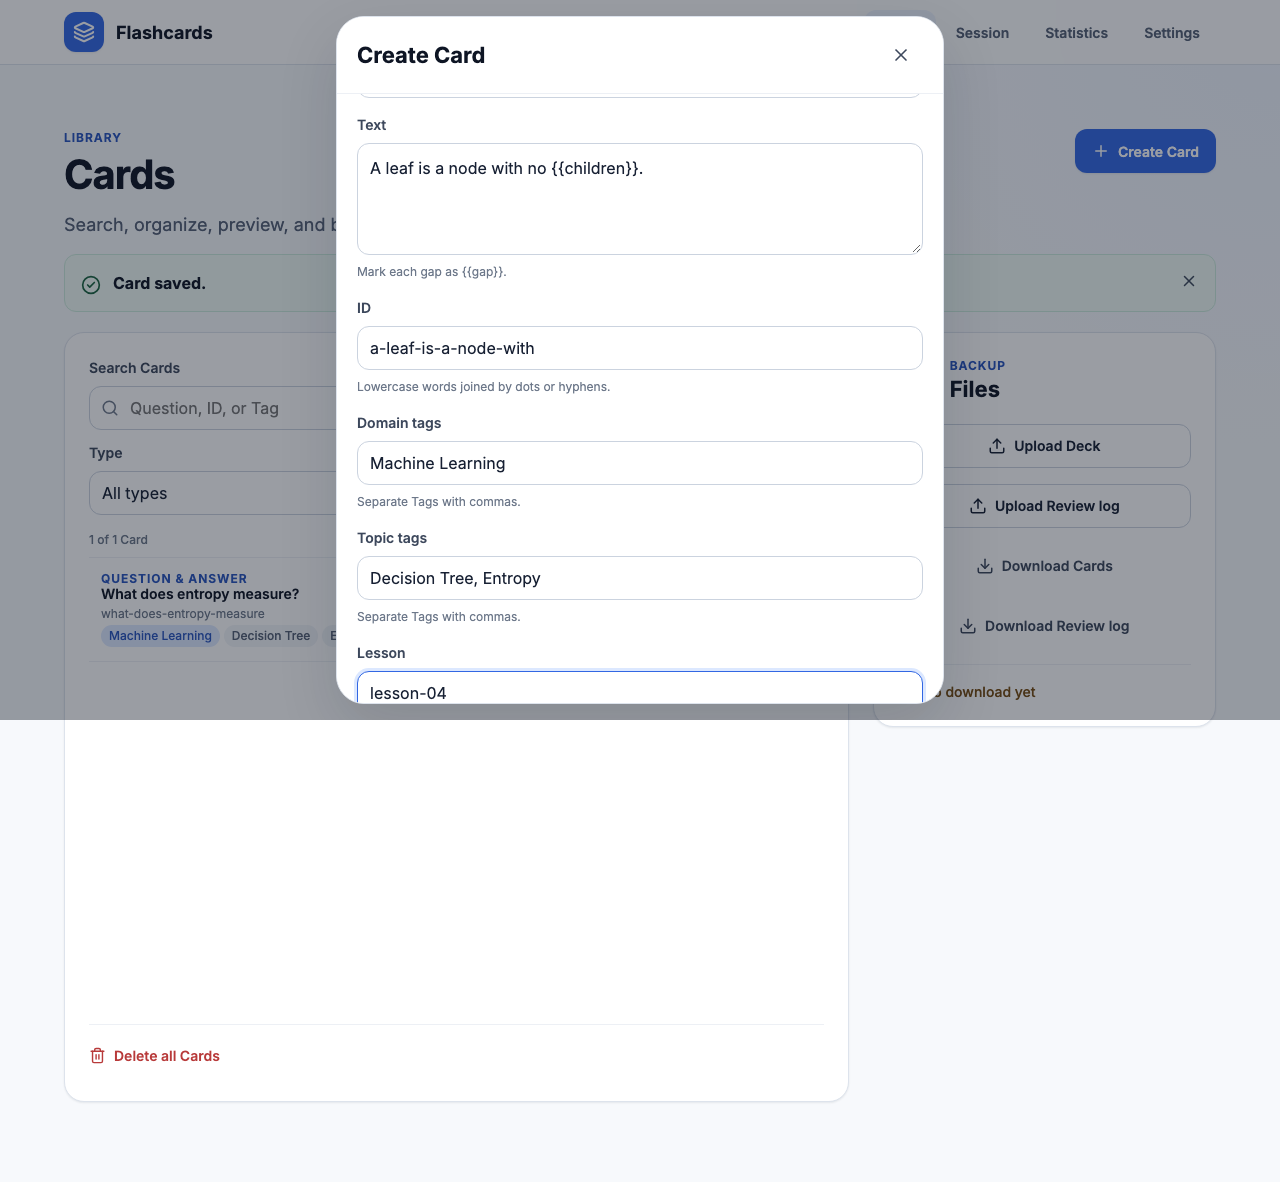 Flashcards
Session
Statistics
Settings
LIBRARY
Cards
Search, organize, preview, and
Create Card
Card saved.
Search Cards
Question, ID, or Tag
Type
All types
1 of 1 Card
QUESTION & ANSWER
What does entropy measure?
what-does-entropy-measure
Machine Learning
Decision Tree
Delete all Cards
Create Card
Text
A leaf is a node with no {{children}}.
Mark each gap as {{gap}}.
ID
a-leaf-is-a-node-with
Lowercase words joined by dots or hyphens.
Domain tags
Machine Learning
Separate Tags with commas.
Topic tags
Decision Tree, Entropy
Separate Tags with commas.
Lesson
lesson-04
BACKUP
Files
Upload Deck
Upload Review log
Download Cards
Download Review log
download yet